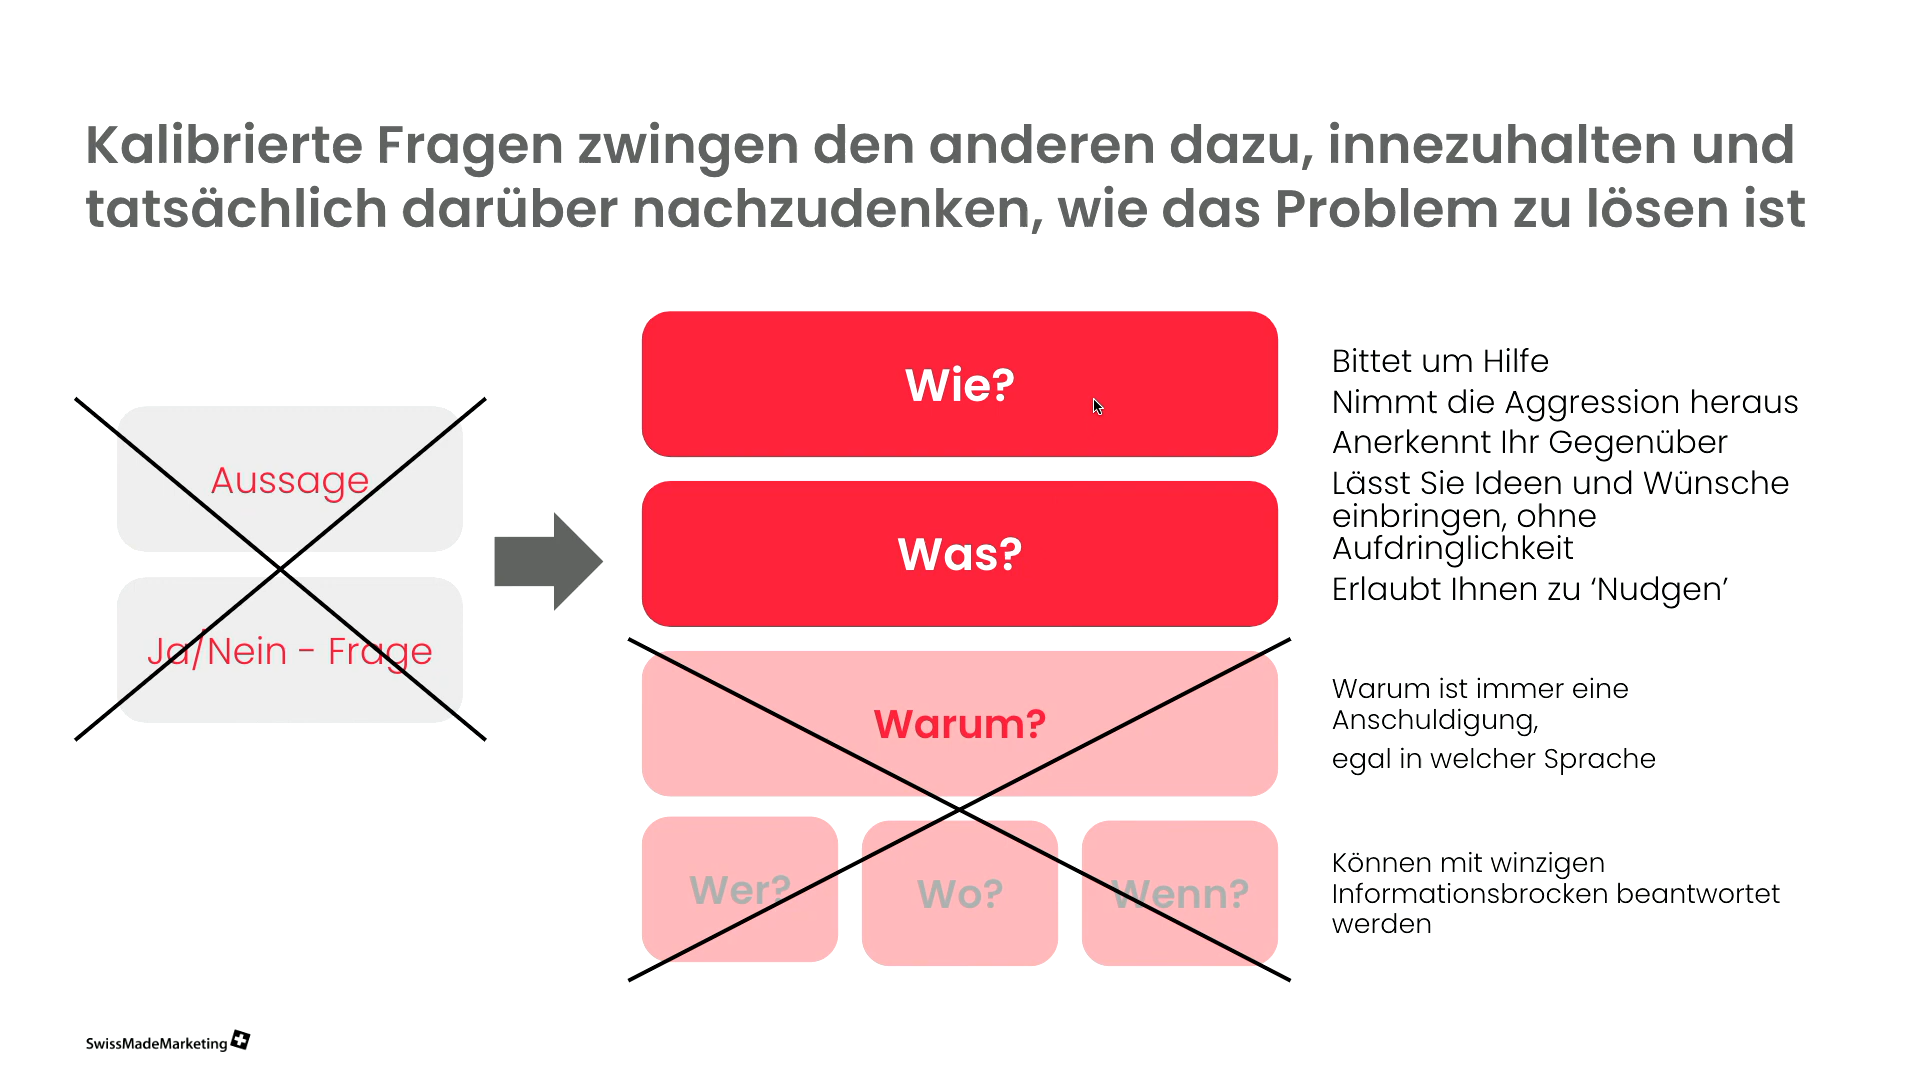 Kalibrierte Fragen zwingen den anderen dazu, innezuhalten und
tatsächlich darüber nachzudenken, wie das Problem zu lösen ist
Aussage
Ja/Nein - Frage
Wie?
Was?
Warum?
Wer?
Wo?
Wenn?
Bittet um Hilfe
Nimmt die Aggression heraus
Anerkennt Ihr Gegenüber
Lässt Sie Ideen und Wünsche
einbringen, ohne
Aufdringlichkeit
Erlaubt Ihnen zu ‘Nudgen’
Warum ist immer eine
Anschuldigung,
egal in welcher Sprache
Können mit winzigen
Informationsbrocken beantwortet
werden
SwissMadeMarketing